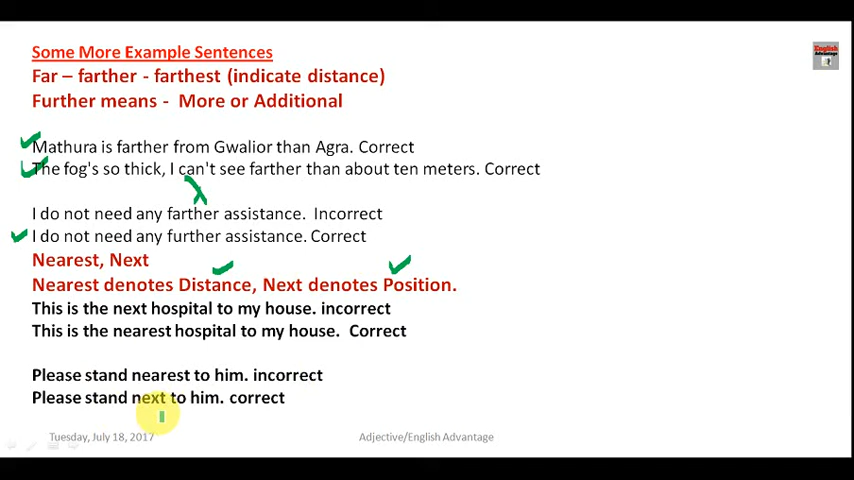 Some More Example Sentences
English
Advantage
Far – farther - farthest (indicate distance)
Further means - More or Additional
Mathura is farther from Gwalior than Agra. Correct
The fog's so thick, I can't see farther than about ten meters. Correct
I do not need any farther assistance. Incorrect
I do not need any further assistance. Correct
Nearest, Next
Nearest denotes Distance, Next denotes Position.
This is the next hospital to my house. incorrect
This is the nearest hospital to my house. Correct
Please stand nearest to him. incorrect
Please stand next to him. correct
Tuesday, July 18, 2017
Adjective/English Advantage